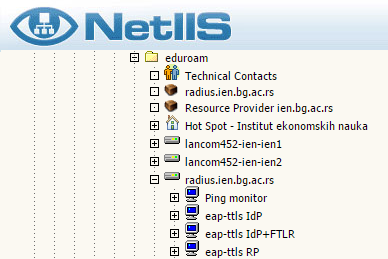 NetIIS
eduroam
Technical Contacts
radius.ien.bg.ac.rs
Resource Provider ien.bg.ac.rs
Hot Spot - Institut ekonomskih nauka
lancom452-ien-ien1
lancom452-ien-ien2
radius.ien.bg.ac.rs
Ping monitor
eap-ttls IdP
eap-ttls IdP+FTLR
eap-ttls RP